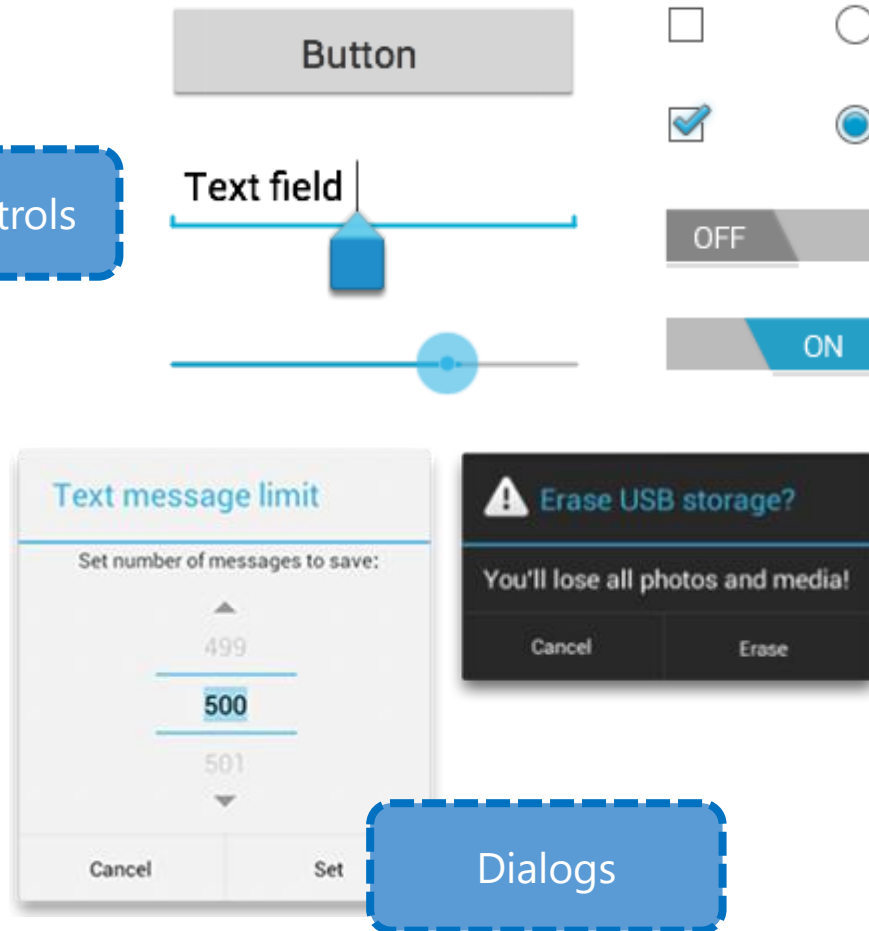 Button
trols
Text field
OFF
ON
Text message limit
Set number of messages to save:
499
500
501
Cancel Set
Erase USB storage?
You'll lose all photos and media!
Cancel Erase
Dialogs